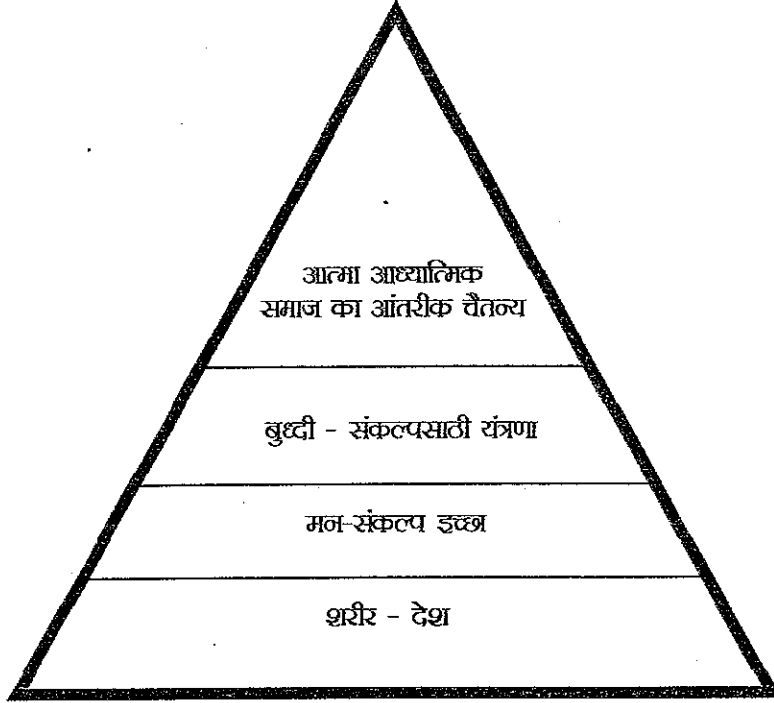 आत्मा आध्यात्मिक
समाज का आंतरीक चैतन्य
बुध्दी - संकल्पसाठी यंत्रणा
मन-संकल्प इच्छा
शरीर - देश